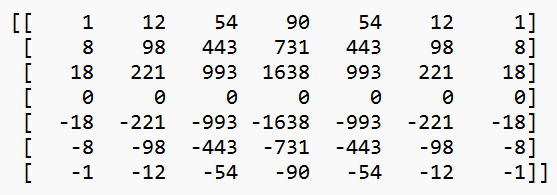 [[ 1 12 54 90 54 12 1]
[ 8 98 443 731 443 98 8]
[ 18 221 993 1638 993 221 18]
[ 0 0 0 0 0 0 0]
[ -18 -221 -993 -1638 -993 -221 -18]
[ -8 -98 -443 -731 -443 -98 -8]
[ -1 -12 -54 -90 -54 -12 -1]]